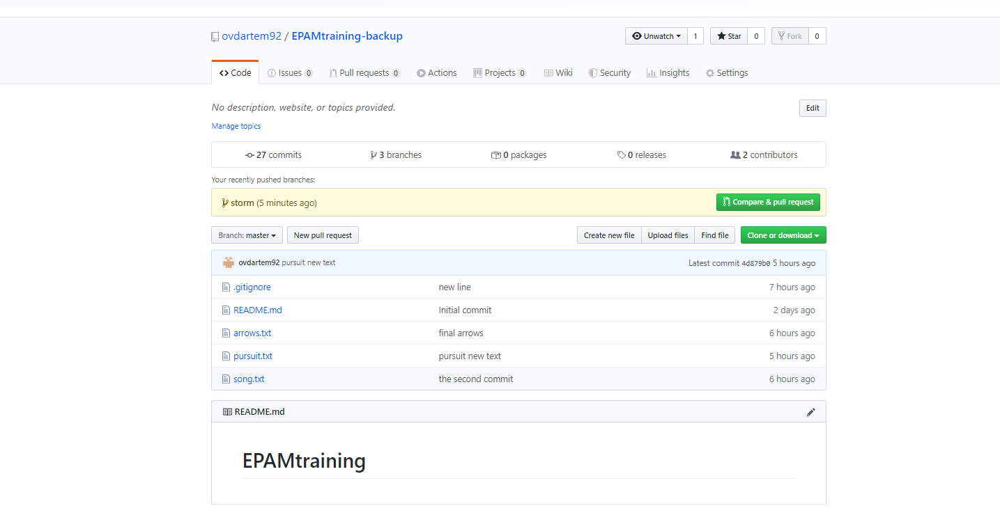 ovdartem92 / EPAMtraining-backup Unwatch 1 Star 0 Fork 0
Code Issues 0 Pull requests 0 Actions Projects 0 Wiki Security Insights Settings
No description, website, or topics provided. Edit
Manage topics
27 commits 3 branches 0 packages 0 releases 2 contributors
Your recently pushed branches:
storm (5 minutes ago) Compare & pull request
Branch: master New pull request Create new file Upload files Find file Clone or download
ovdartem92 pursuit new text Latest commit 4d879b0 5 hours ago
.gitignore new line 7 hours ago
README.md Initial commit 2 days ago
arrows.txt final arrows 6 hours ago
pursuit.txt pursuit new text 5 hours ago
song.txt the second commit 6 hours ago
README.md
EPAMtraining